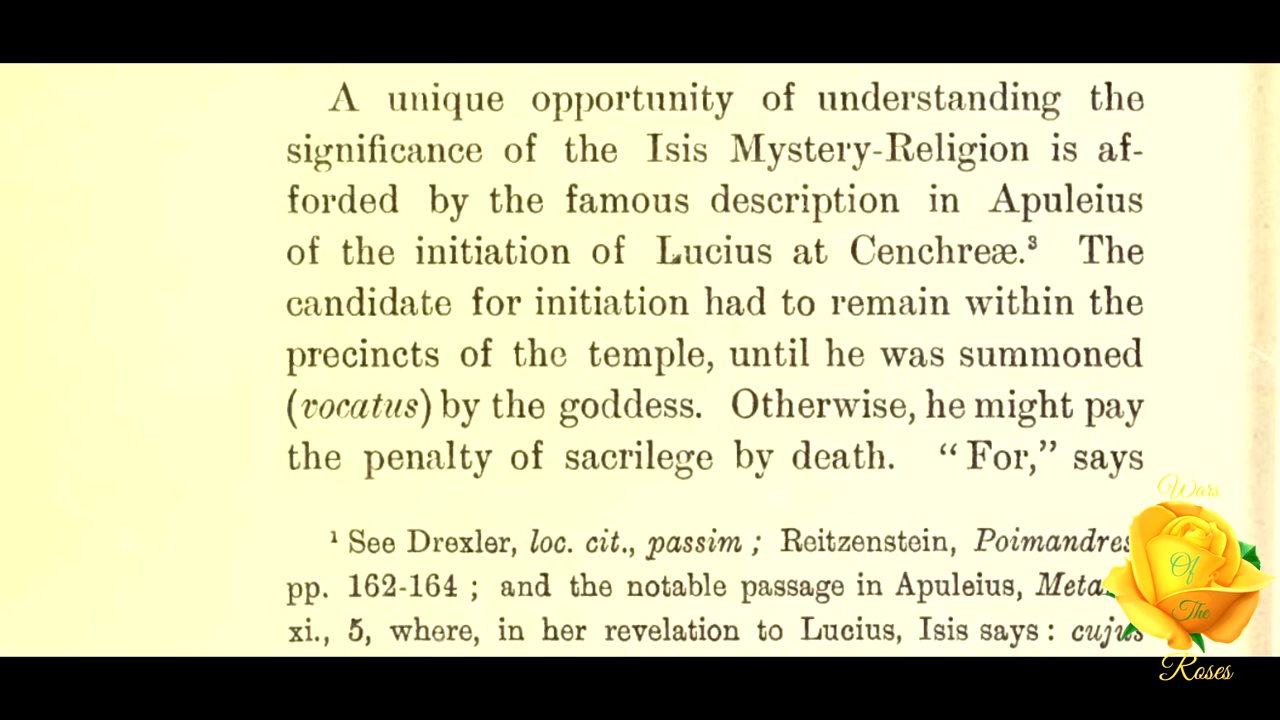 A unique opportunity of understanding the
significance of the Isis Mystery-Religion is af-
forded by the famous description in Apuleius
of the initiation of Lucius at Cenchreæ.³ The
candidate for initiation had to remain within the
precincts of the temple, until he was summoned
(vocatus) by the goddess. Otherwise, he might pay
the penalty of sacrilege by death. “For,” says
¹ See Drexler, loc. cit., passim ; Reitzenstein, Poimandres
pp. 162-164 ; and the notable passage in Apuleius, Meta.
xi., 5, where, in her revelation to Lucius, Isis says : cujus
Wars
Of
The
Roses